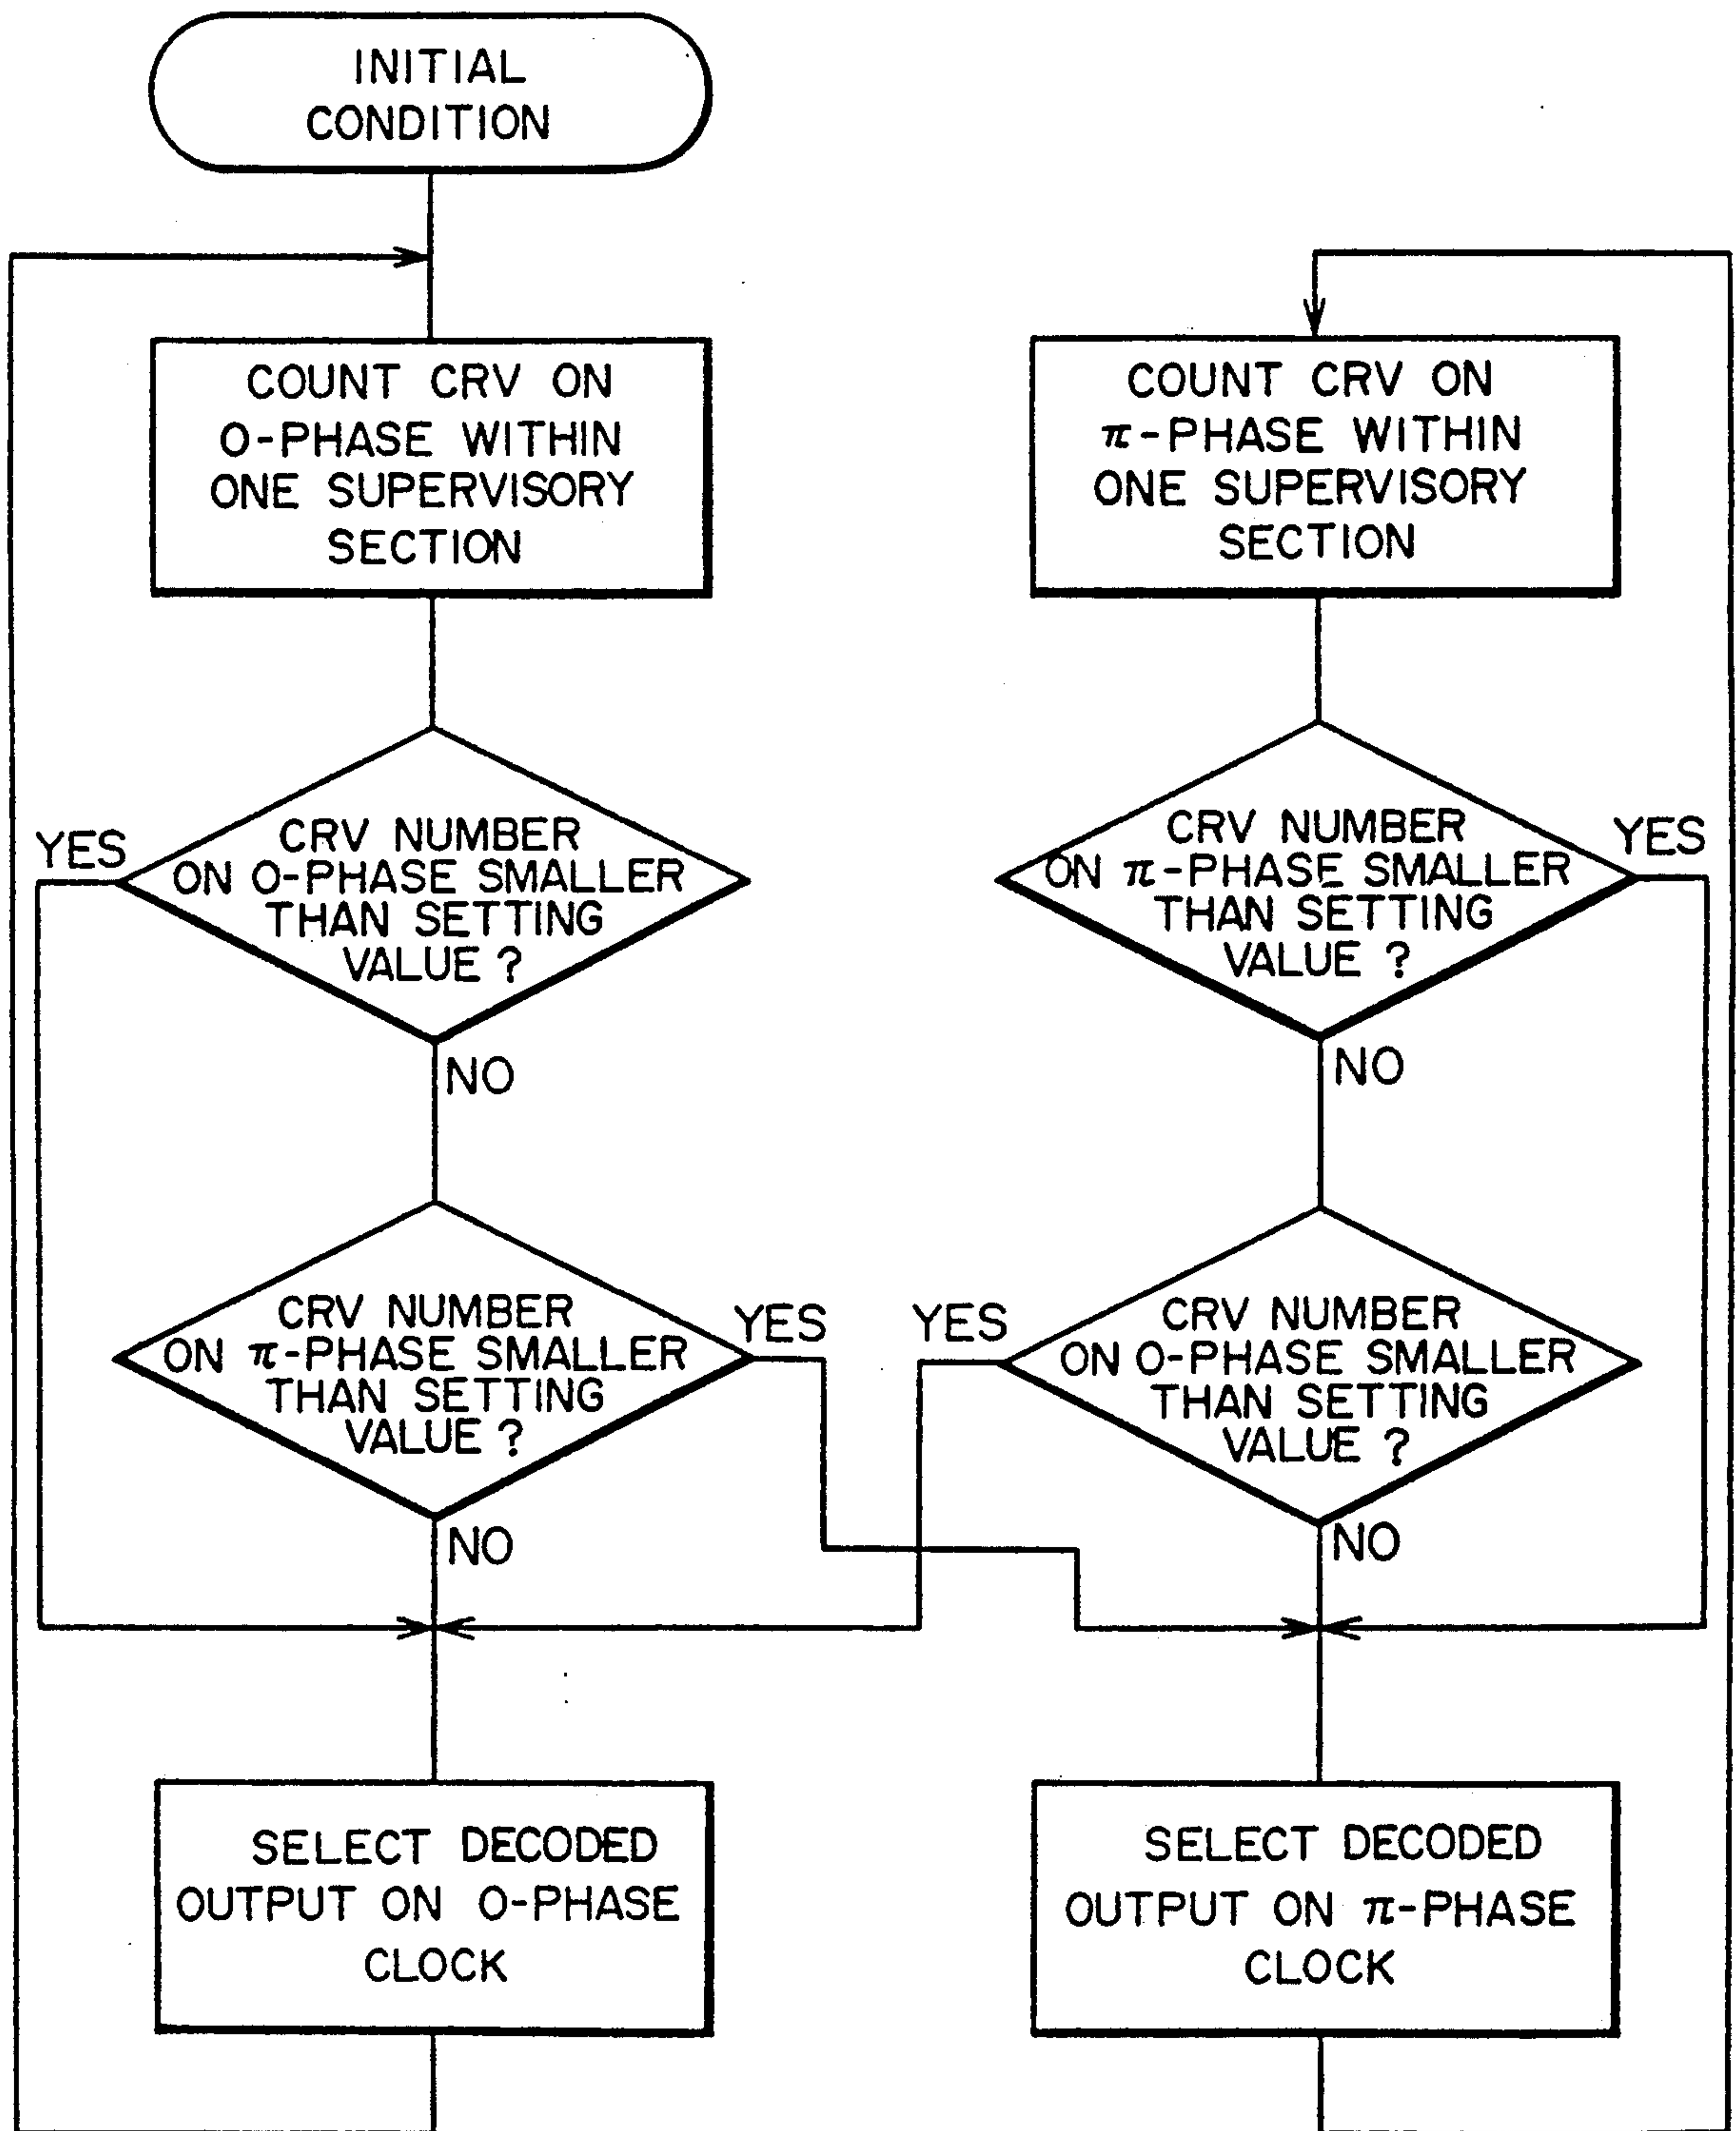 INITIAL
CONDITION
COUNT CRV ON
0-PHASE WITHIN
ONE SUPERVISORY
SECTION
COUNT CRV ON
π-PHASE WITHIN
ONE SUPERVISORY
SECTION
YES
CRV NUMBER
ON 0-PHASE SMALLER
THAN SETTING
VALUE ?
NO
CRV NUMBER
ON π-PHASE SMALLER
THAN SETTING
VALUE ?
YES
NO
CRV NUMBER
ON π-PHASE SMALLER
THAN SETTING
VALUE ?
YES
NO
YES
CRV NUMBER
ON 0-PHASE SMALLER
THAN SETTING
VALUE ?
NO
SELECT DECODED
OUTPUT ON 0-PHASE
CLOCK
SELECT DECODED
OUTPUT ON π-PHASE
CLOCK